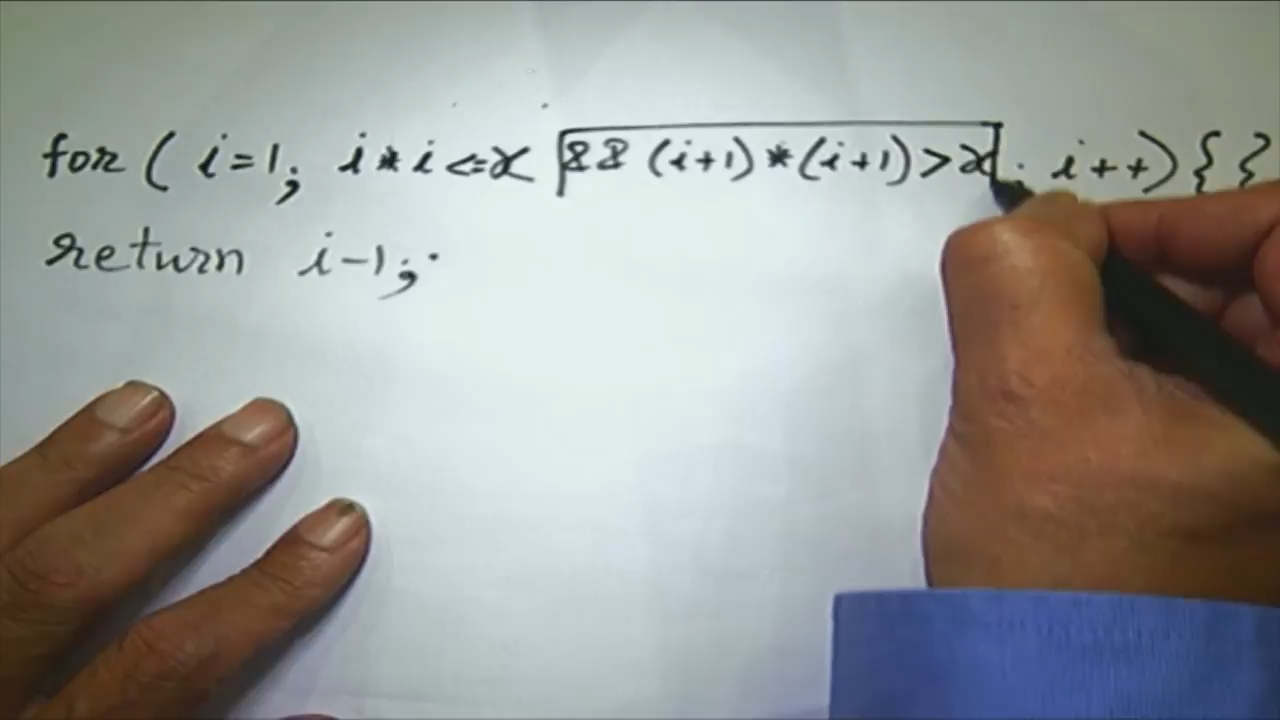 for ( i=1; i*i<=x && (i+1)*(i+1)>x; i++) { }
return i-1;